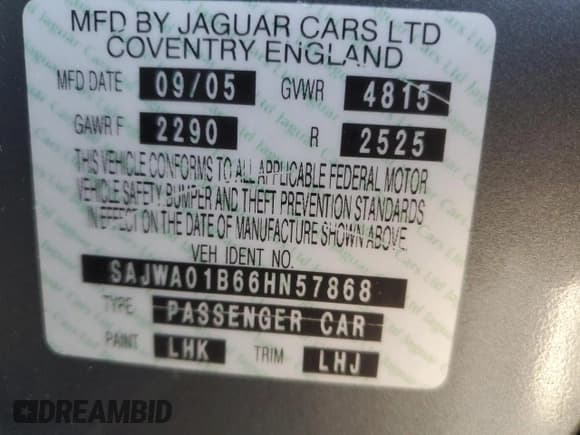 MFD BY JAGUAR CARS LTD
COVENTRY ENGLAND
MFD DATE 09/05 GVWR 4815
GAWR F 2290 R 2525
THIS VEHICLE CONFORMS TO ALL APPLICABLE FEDERAL MOTOR
VEHICLE SAFETY, BUMPER AND THEFT PREVENTION STANDARDS
IN EFFECT ON THE DATE OF MANUFACTURE SHOWN ABOVE.
VEH IDENT NO.
SAJWA01B66HN57868
TYPE PASSENGER CAR
PAINT LHK TRIM LHJ
DREAMBID